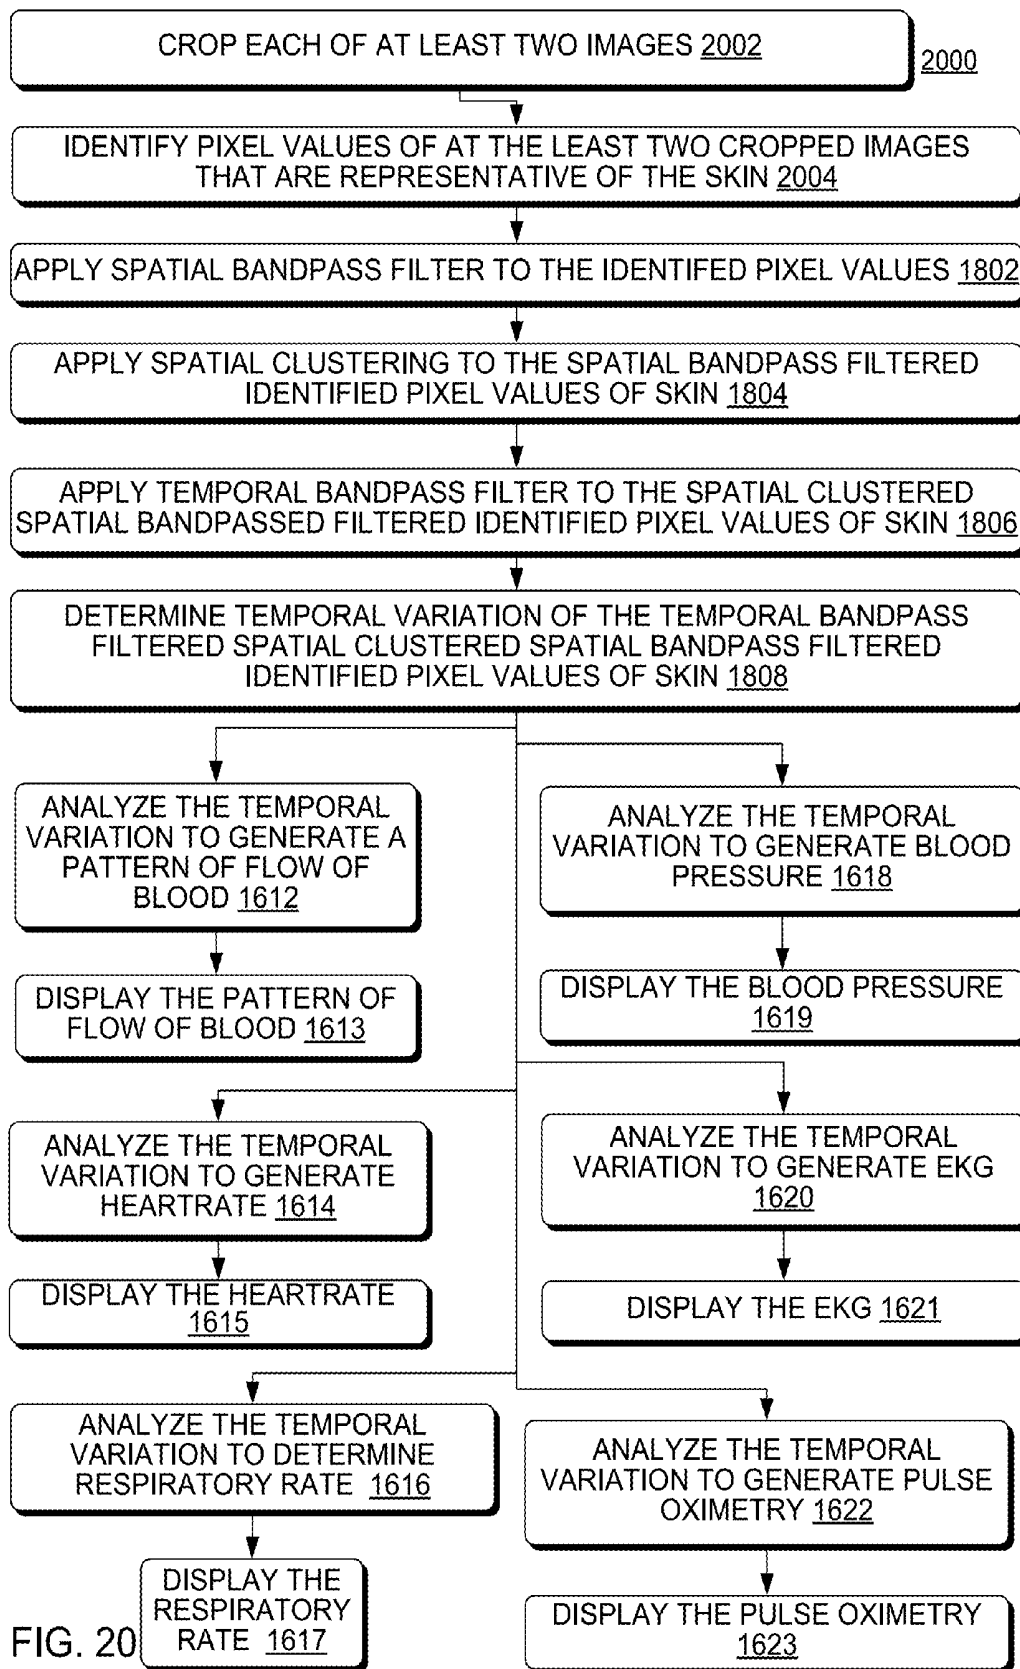 CROP EACH OF AT LEAST TWO IMAGES 2002
2000
IDENTIFY PIXEL VALUES OF AT THE LEAST TWO CROPPED IMAGES
THAT ARE REPRESENTATIVE OF THE SKIN 2004
APPLY SPATIAL BANDPASS FILTER TO THE IDENTIFED PIXEL VALUES 1802
APPLY SPATIAL CLUSTERING TO THE SPATIAL BANDPASS FILTERED
IDENTIFIED PIXEL VALUES OF SKIN 1804
APPLY TEMPORAL BANDPASS FILTER TO THE SPATIAL CLUSTERED
SPATIAL BANDPASSED FILTERED IDENTIFIED PIXEL VALUES OF SKIN 1806
DETERMINE TEMPORAL VARIATION OF THE TEMPORAL BANDPASS
FILTERED SPATIAL CLUSTERED SPATIAL BANDPASS FILTERED
IDENTIFIED PIXEL VALUES OF SKIN 1808
ANALYZE THE TEMPORAL
VARIATION TO GENERATE A
PATTERN OF FLOW OF
BLOOD 1612
DISPLAY THE PATTERN OF
FLOW OF BLOOD 1613
ANALYZE THE TEMPORAL
VARIATION TO GENERATE BLOOD
PRESSURE 1618
DISPLAY THE BLOOD PRESSURE
1619
ANALYZE THE TEMPORAL
VARIATION TO GENERATE
HEARTRATE 1614
DISPLAY THE HEARTRATE
1615
ANALYZE THE TEMPORAL
VARIATION TO GENERATE EKG
1620
DISPLAY THE EKG 1621
ANALYZE THE TEMPORAL
VARIATION TO DETERMINE
RESPIRATORY RATE 1616
DISPLAY THE
RESPIRATORY
RATE 1617
ANALYZE THE TEMPORAL
VARIATION TO GENERATE PULSE
OXIMETRY 1622
DISPLAY THE PULSE OXIMETRY
1623
FIG. 20